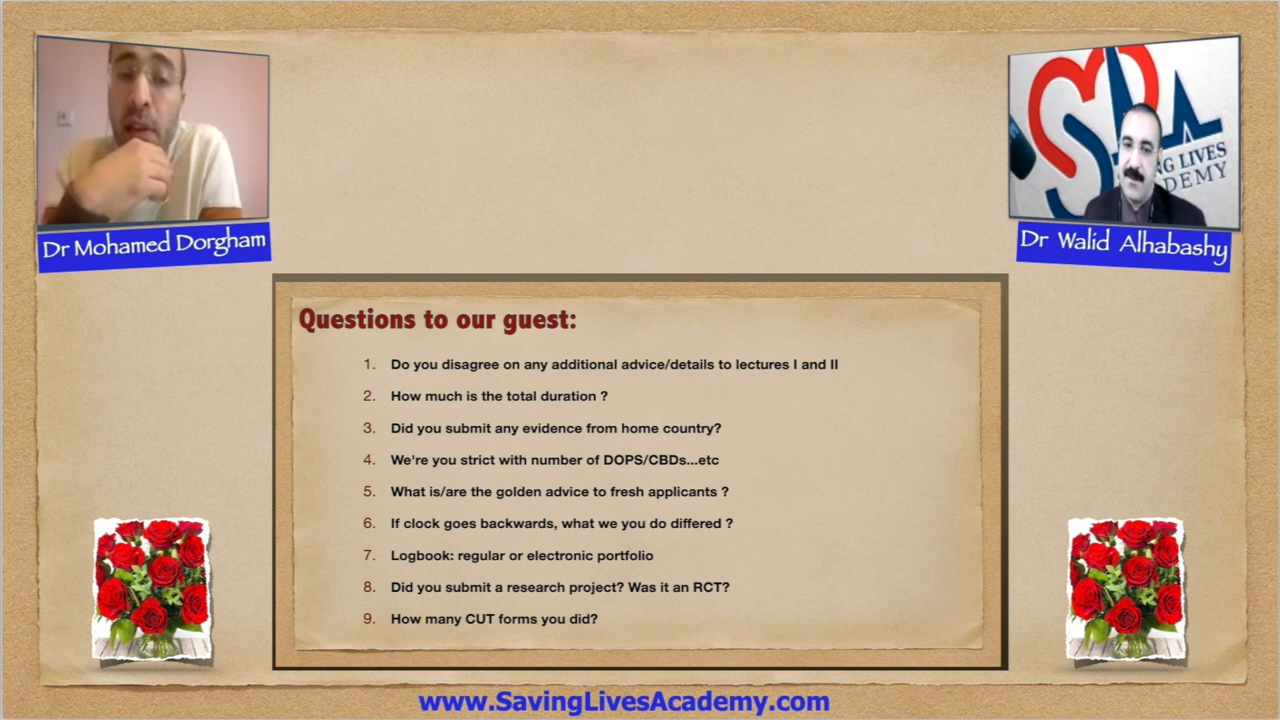 Dr Mohamed Dorgham
NG LIVES
DEMY
Dr Walid Alhabashy
Questions to our guest:
1. Do you disagree on any additional advice/details to lectures I and II
2. How much is the total duration ?
3. Did you submit any evidence from home country?
4. We're you strict with number of DOPS/CBDs...etc
5. What is/are the golden advice to fresh applicants ?
6. If clock goes backwards, what we you do differed ?
7. Logbook: regular or electronic portfolio
8. Did you submit a research project? Was it an RCT?
9. How many CUT forms you did?
www.SavingLivesAcademy.com